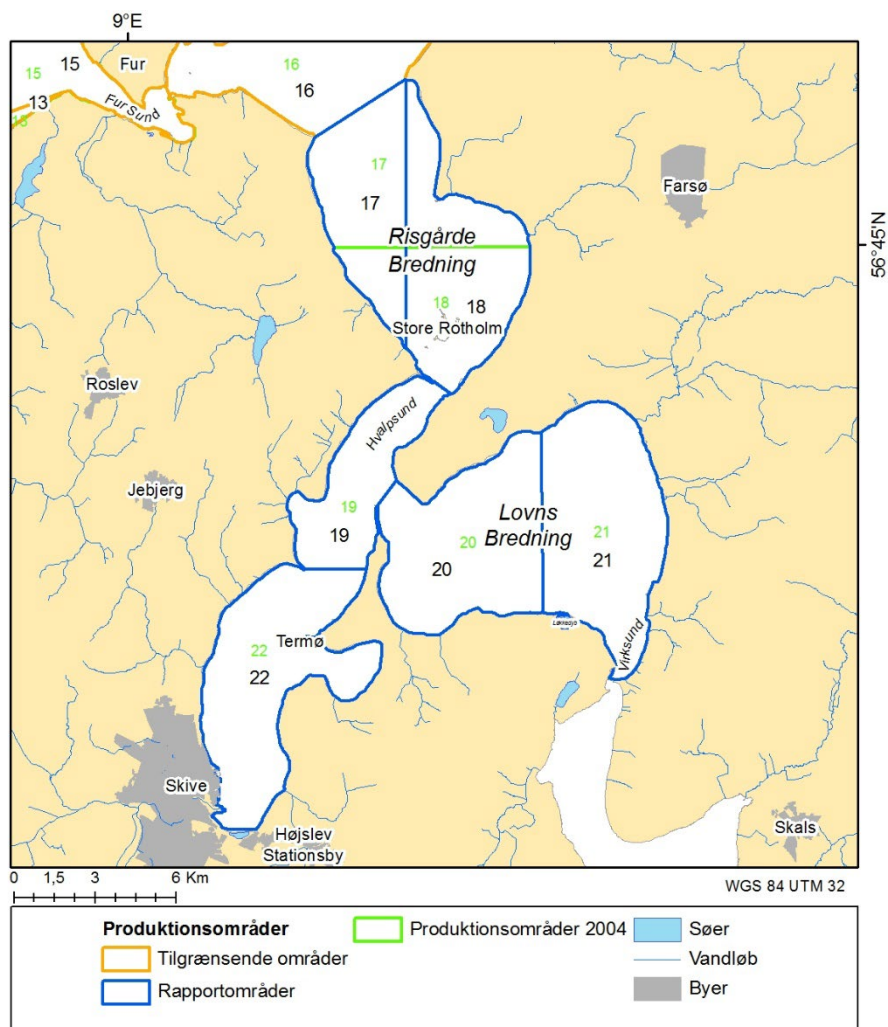 9°E
15
15
Fur
16
16
13
Fur Sund
17
17
Farsø
Risgårde
Bredning
56°45'N
18
18
Store Rotholm
Roslev
Hvalpsund
Jebjerg
19
19
Lovns
Bredning
20
20
21
21
Virksund
Termø
22
22
Skive
Højslev
Stationsby
Skals
0 1,5 3 6 Km
WGS 84 UTM 32
Produktionsområder
Tilgrænsende områder
Rapportområder
Produktionsområder 2004
Søer
Vandløb
Byer